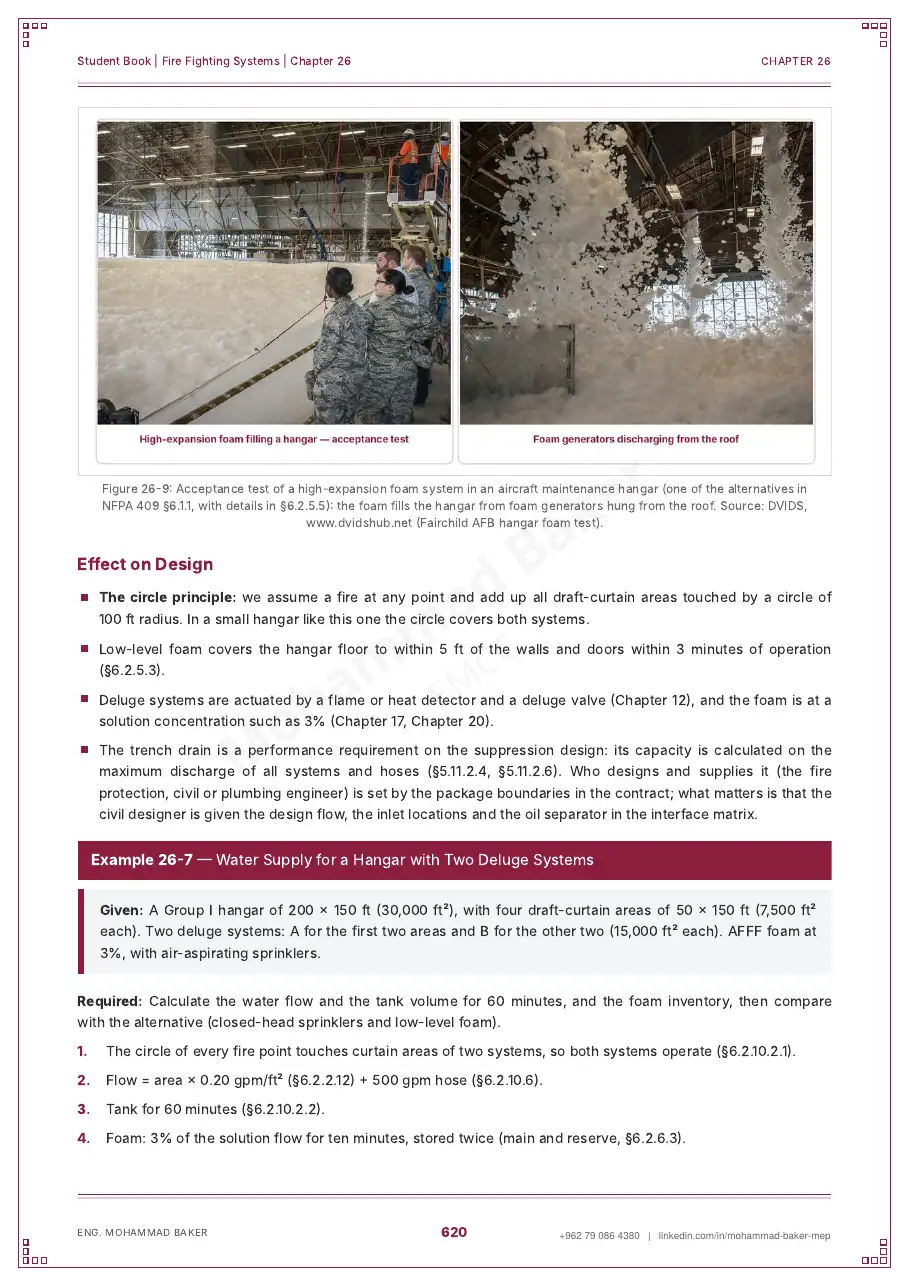 Student Book | Fire Fighting Systems | Chapter 26
CHAPTER 26
High-expansion foam filling a hangar — acceptance test
Foam generators discharging from the roof
Figure 26-9: Acceptance test of a high-expansion foam system in an aircraft maintenance hangar (one of the alternatives in
NFPA 409 §6.1.1, with details in §6.2.5.5): the foam fills the hangar from foam generators hung from the roof. Source: DVIDS,
www.dvidshub.net (Fairchild AFB hangar foam test).
Effect on Design
■ The circle principle: we assume a fire at any point and add up all draft-curtain areas touched by a circle of
100 ft radius. In a small hangar like this one the circle covers both systems.
■ Low-level foam covers the hangar floor to within 5 ft of the walls and doors within 3 minutes of operation
(§6.2.5.3).
■ Deluge systems are actuated by a flame or heat detector and a deluge valve (Chapter 12), and the foam is at a
solution concentration such as 3% (Chapter 17, Chapter 20).
■ The trench drain is a performance requirement on the suppression design: its capacity is calculated on the
maximum discharge of all systems and hoses (§5.11.2.4, §5.11.2.6). Who designs and supplies it (the fire
protection, civil or plumbing engineer) is set by the package boundaries in the contract; what matters is that the
civil designer is given the design flow, the inlet locations and the oil separator in the interface matrix.
Example 26-7 — Water Supply for a Hangar with Two Deluge Systems
Given: A Group I hangar of 200 × 150 ft (30,000 ft²), with four draft-curtain areas of 50 × 150 ft (7,500 ft²
each). Two deluge systems: A for the first two areas and B for the other two (15,000 ft² each). AFFF foam at
3%, with air-aspirating sprinklers.
Required: Calculate the water flow and the tank volume for 60 minutes, and the foam inventory, then compare
with the alternative (closed-head sprinklers and low-level foam).
1. The circle of every fire point touches curtain areas of two systems, so both systems operate (§6.2.10.2.1).
2. Flow = area × 0.20 gpm/ft² (§6.2.2.12) + 500 gpm hose (§6.2.10.6).
3. Tank for 60 minutes (§6.2.10.2.2).
4. Foam: 3% of the solution flow for ten minutes, stored twice (main and reserve, §6.2.6.3).
Mohammad Baker
EMCC
ENG. MOHAMMAD BAKER
620
+962 79 086 4380 | linkedin.com/in/mohammad-baker-mep